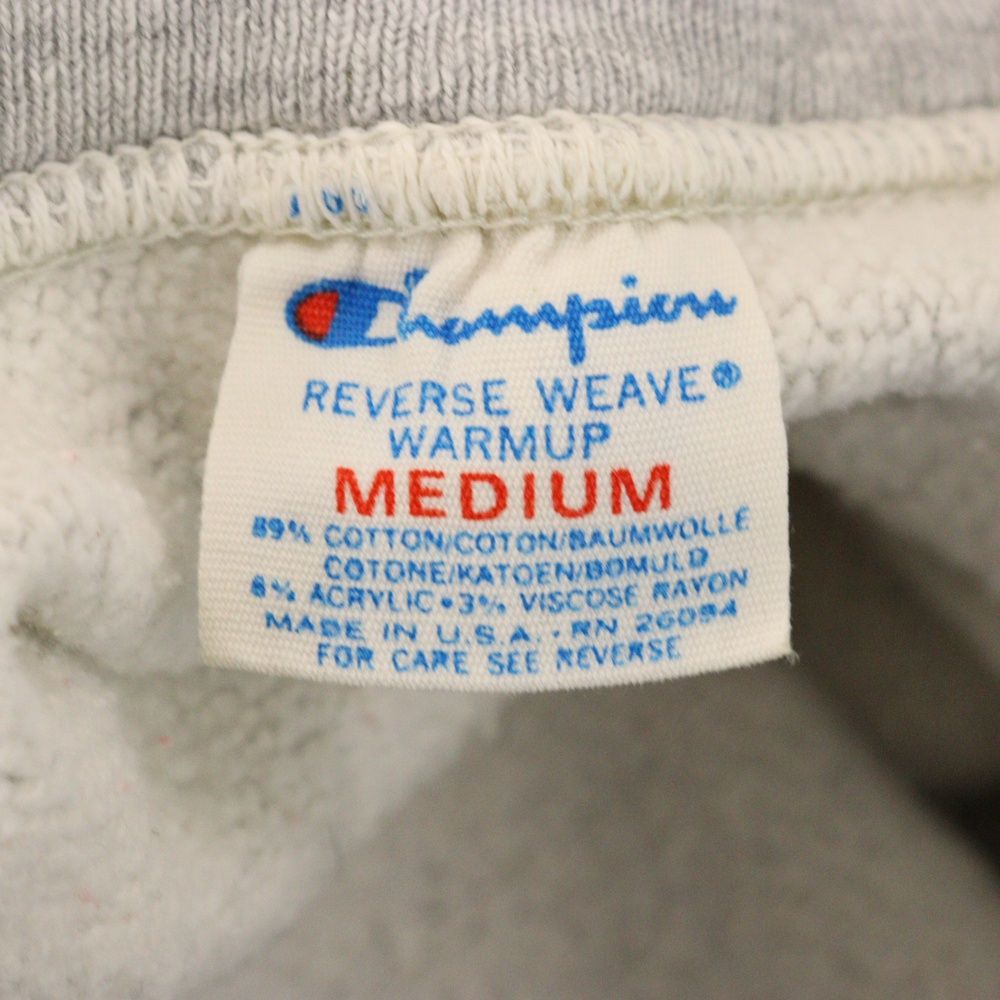 Champion
REVERSE WEAVE®
WARMUP
MEDIUM
89% COTTON/COTON/BAUMWOLLE
COTONE/KATOEN/BOMULD
8% ACRYLIC • 3% VISCOSE RAYON
MADE IN U.S.A. • RN 26094
FOR CARE SEE REVERSE